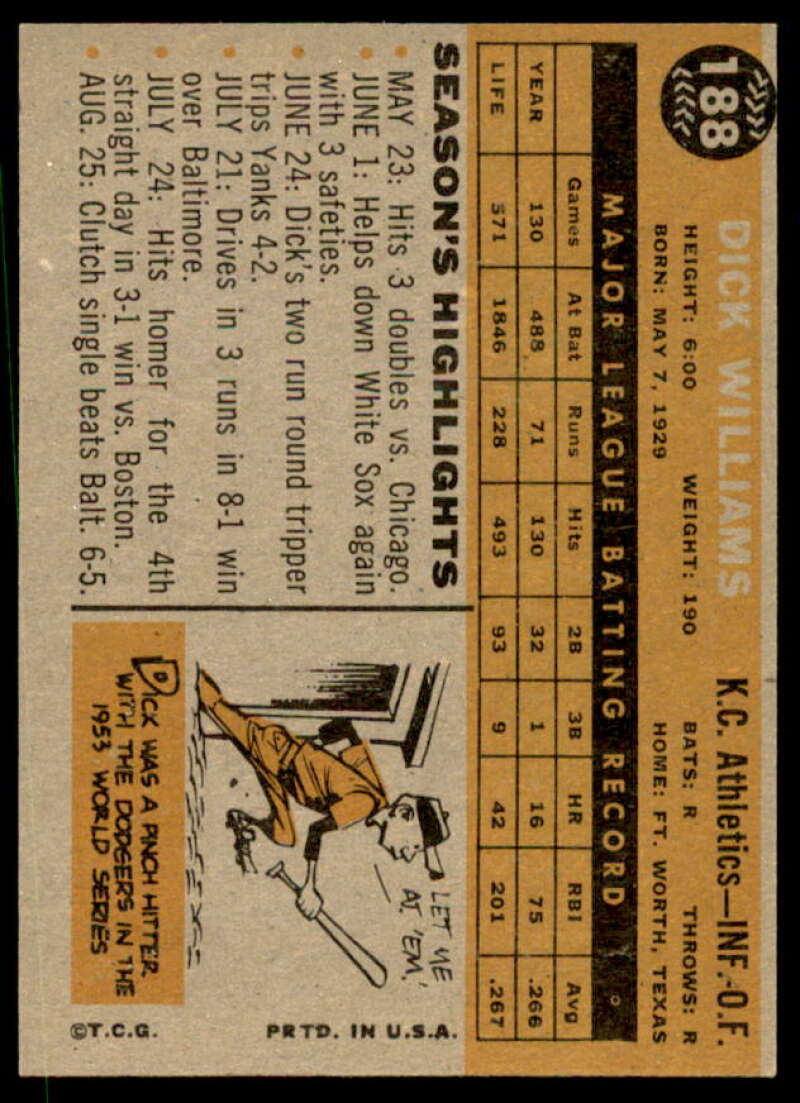 188
DICK WILLIAMS K.C. Athletics—INF.-O.F.
HEIGHT: 6:00 WEIGHT: 190 BATS: R THROWS: R
BORN: MAY 7, 1929 HOME: FT. WORTH, TEXAS
MAJOR LEAGUE BATTING RECORD
Games At Bat Runs Hits 2B 3B HR RBI Avg
YEAR 130 488 71 130 32 1 16 75 .266
LIFE 571 1846 228 493 93 9 42 201 .267
SEASON'S HIGHLIGHTS
• MAY 23: Hits 3 doubles vs. Chicago.
• JUNE 1: Helps down White Sox again
with 3 safeties.
• JUNE 24: Dick's two run round tripper
trips Yanks 4-2.
• JULY 21: Drives in 3 runs in 8-1 win
over Baltimore.
• JULY 24: Hits homer for the 4th
straight day in 3-1 win vs. Boston.
• AUG. 25: Clutch single beats Balt. 6-5.
LET ME
AT 'EM!
DICK WAS A PINCH HITTER
WITH THE DODGERS IN THE
1953 WORLD SERIES
©T.C.G. PRTD. IN U.S.A.